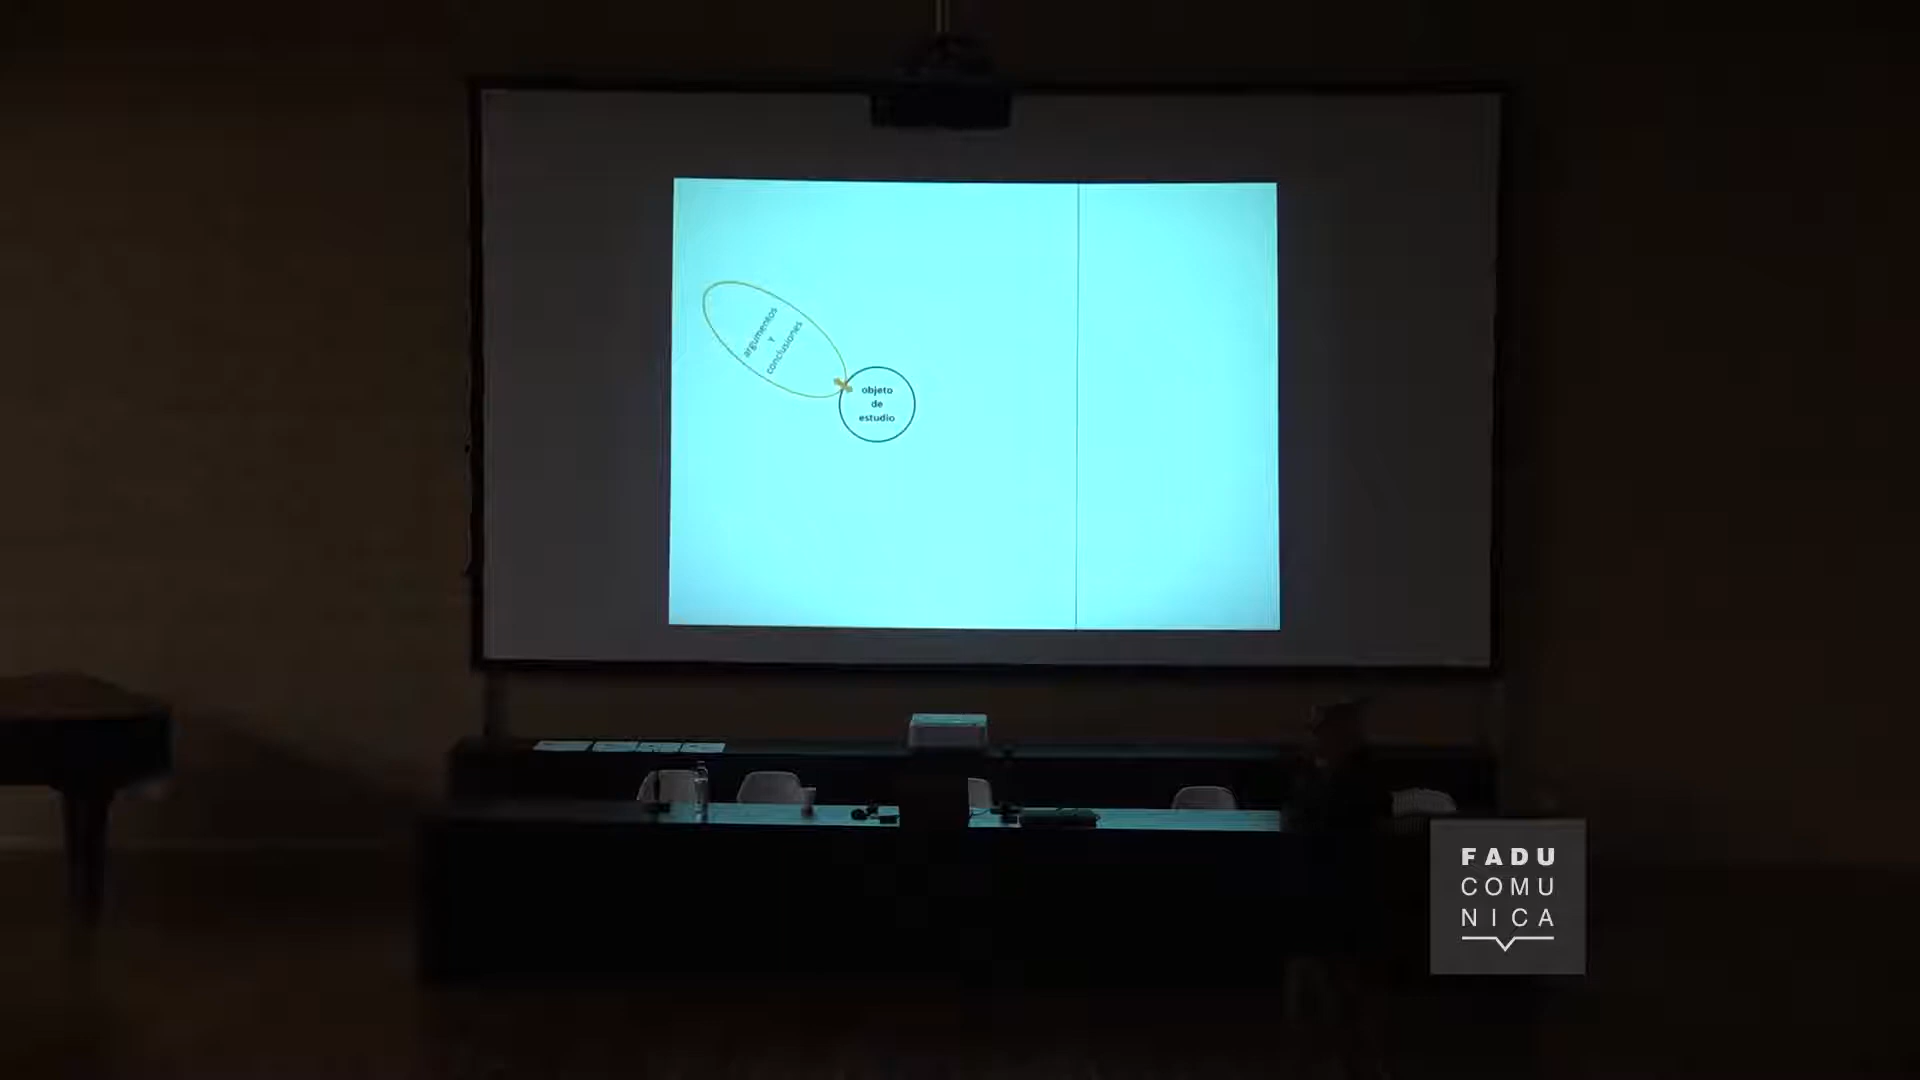 argumentos
y
conclusiones
objeto
de
estudio
FADU
COMU
NICA